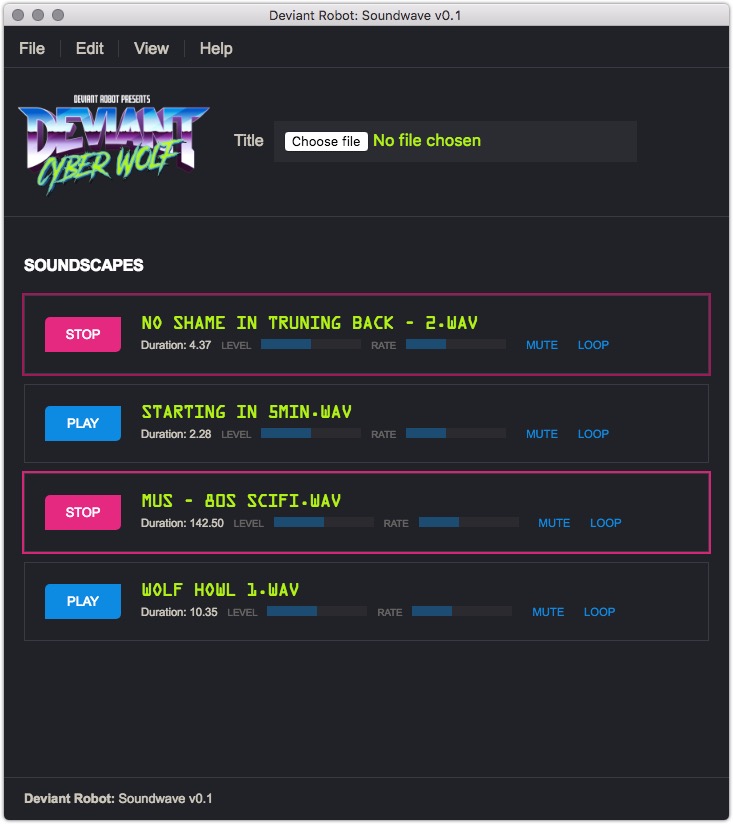 Deviant Robot: Soundwave v0.1
File Edit View Help
DEVIANT ROBOT PRESENTS
DEVIANT
CYBER WOLF
Title Choose file No file chosen
SOUNDSCAPES
STOP NO SHAME IN TRUNING BACK - 2.WAV
Duration: 4.37 LEVEL RATE MUTE LOOP
PLAY STARTING IN 5MIN.WAV
Duration: 2.28 LEVEL RATE MUTE LOOP
STOP MUS - 80S SCIFI.WAV
Duration: 142.50 LEVEL RATE MUTE LOOP
PLAY WOLF HOWL 1.WAV
Duration: 10.35 LEVEL RATE MUTE LOOP
Deviant Robot: Soundwave v0.1